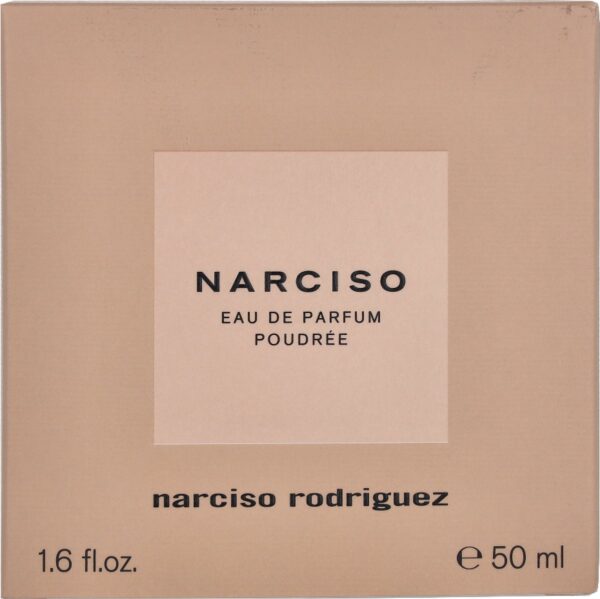 NARCISO
EAU DE PARFUM
POUDRÉE
narciso rodriguez
1.6 fl.oz. ℮ 50 ml